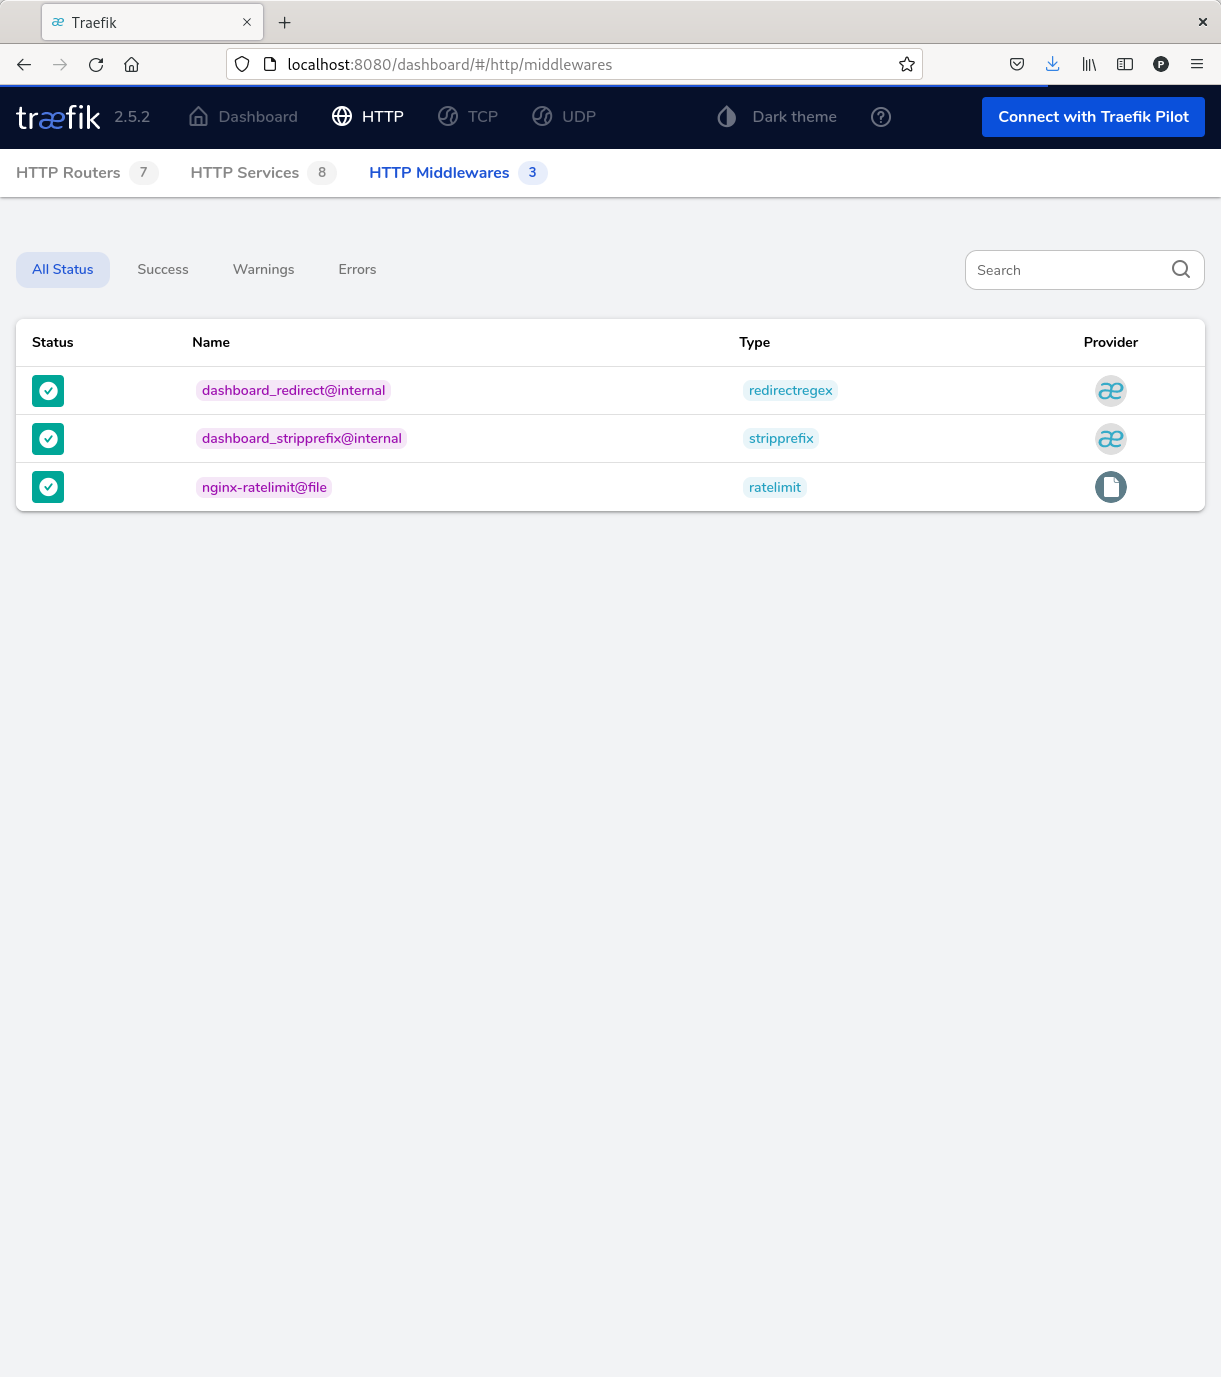 Traefik
localhost:8080/dashboard/#/http/middlewares
P
træfik 2.5.2 Dashboard HTTP TCP UDP Dark theme Connect with Traefik Pilot
HTTP Routers 7 HTTP Services 8 HTTP Middlewares 3
All Status Success Warnings Errors Search
Status Name Type Provider
dashboard_redirect@internal redirectregex æ
dashboard_stripprefix@internal stripprefix æ
nginx-ratelimit@file ratelimit